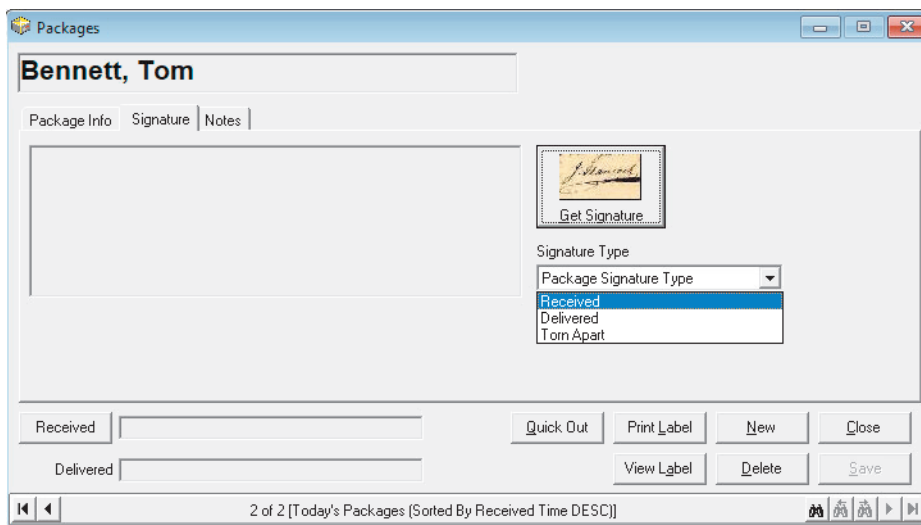 Packages
Bennett, Tom
Package Info Signature Notes
J. Hancock
Get Signature
Signature Type
Package Signature Type
Received
Delivered
Torn Apart
Received Quick Out Print Label New Close
Delivered View Label Delete Save
2 of 2 [Today's Packages (Sorted By Received Time DESC)]